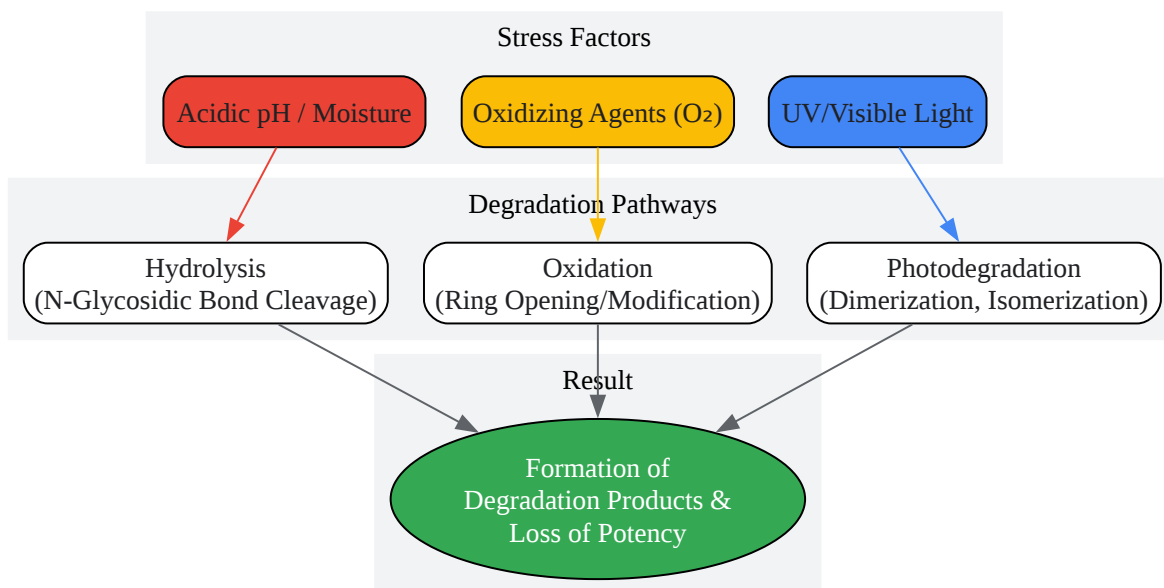 Stress Factors
Acidic pH / Moisture
Oxidizing Agents (O₂)
UV/Visible Light
Degradation Pathways
Hydrolysis
(N-Glycosidic Bond Cleavage)
Oxidation
(Ring Opening/Modification)
Photodegradation
(Dimerization, Isomerization)
Result
Formation of
Degradation Products &
Loss of Potency